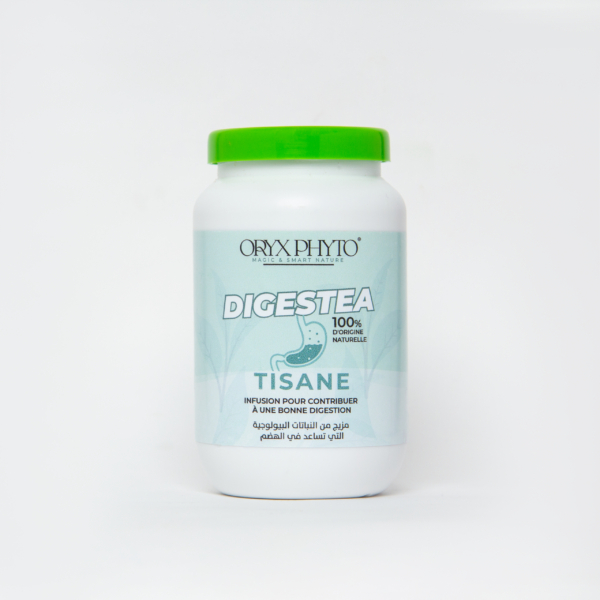 ORYX PHYTO®
MAGIC & SMART NATURE
DIGESTEA
100%
D'ORIGINE
NATURELLE
TISANE
INFUSION POUR CONTRIBUER
À UNE BONNE DIGESTION
مزيج من النباتات البيولوجية
التي تساعد في الهضم